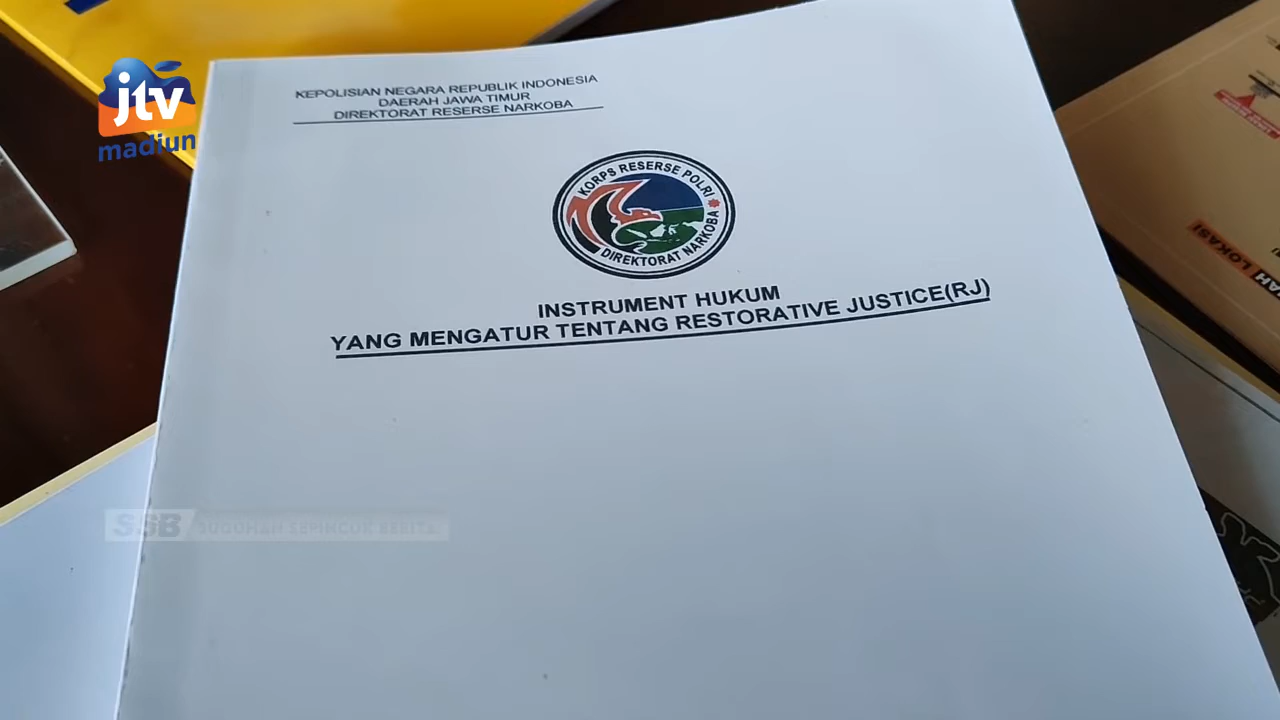 jtv
madiun
KEPOLISIAN NEGARA REPUBLIK INDONESIA
DAERAH JAWA TIMUR
DIREKTORAT RESERSE NARKOBA
KORPS RESERSE POLRI
DIREKTORAT NARKOBA
INSTRUMENT HUKUM
YANG MENGATUR TENTANG RESTORATIVE JUSTICE(RJ)
LOKASI
SSB